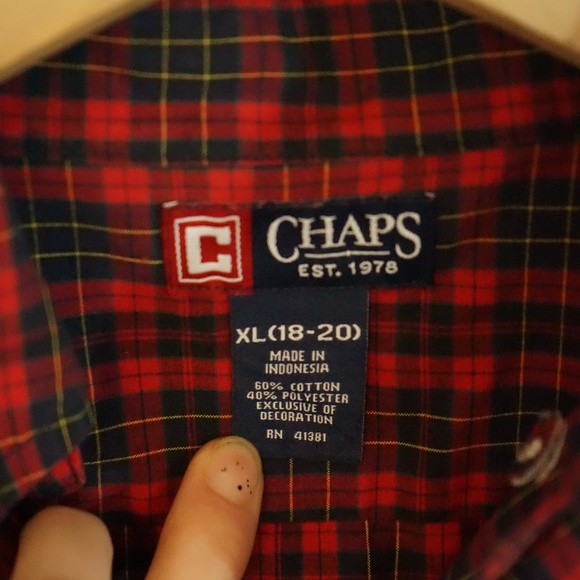 C CHAPS
EST. 1978
XL(18-20)
MADE IN
INDONESIA
60% COTTON
40% POLYESTER
EXCLUSIVE OF
DECORATION
RN 41381